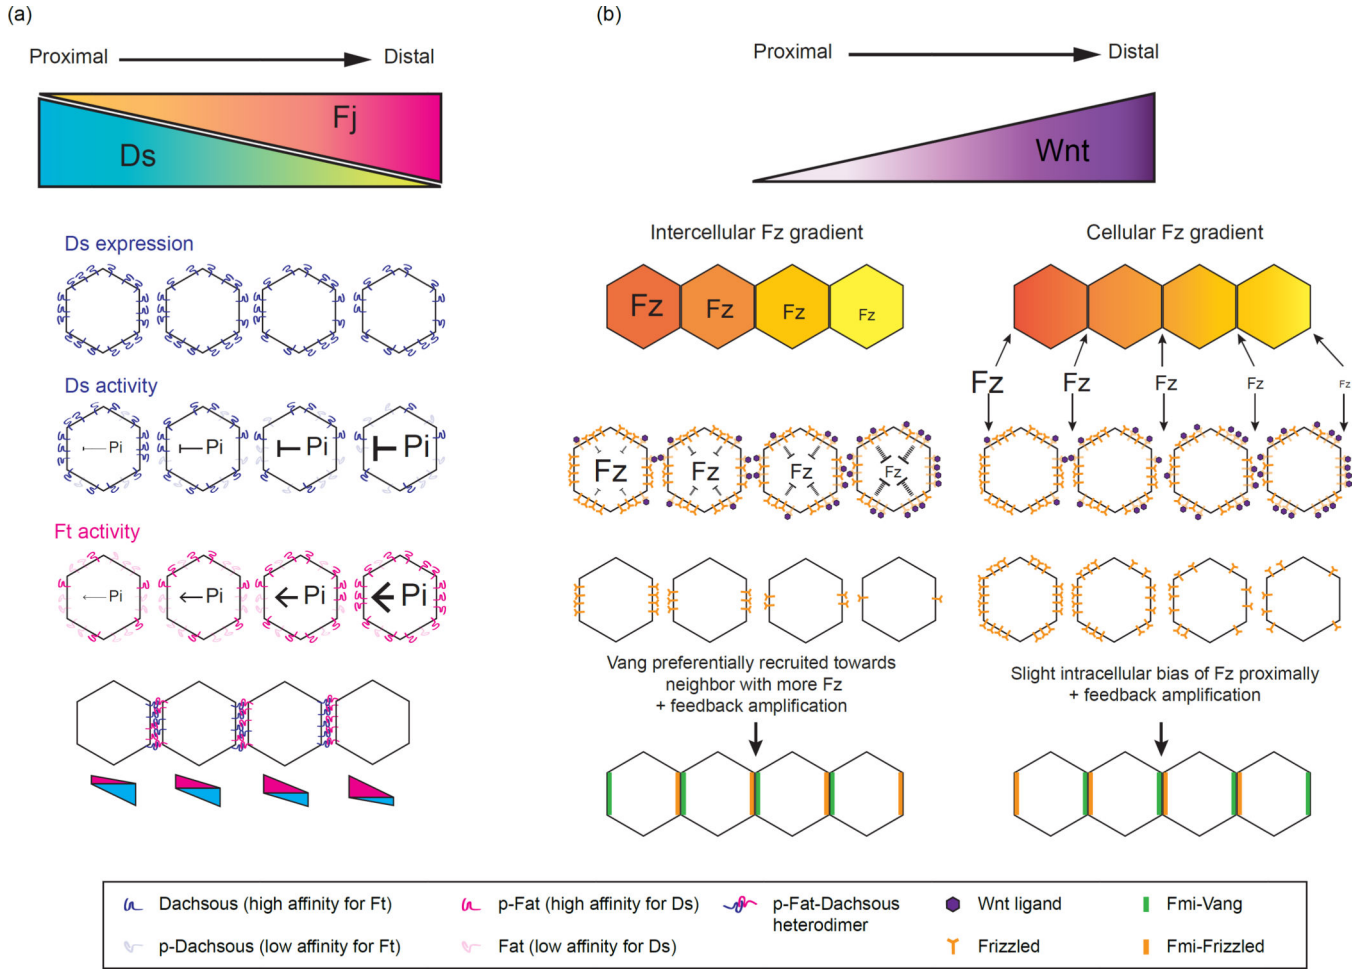 (a)
Proximal
Distal
Fj
Ds
Ds expression
Ds activity
Pi
Pi
Pi
Pi
Ft activity
Pi
Pi
Pi
Pi
(b)
Proximal
Distal
Wnt
Intercellular Fz gradient
Fz
Fz
Fz
Fz
Fz
Fz
Fz
Fz
Vang preferentially recruited towards
neighbor with more Fz
+ feedback amplification
Cellular Fz gradient
Fz
Fz
Fz
Fz
Fz
Slight intracellular bias of Fz proximally
+ feedback amplification
Dachsous (high affinity for Ft)
p-Dachsous (low affinity for Ft)
p-Fat (high affinity for Ds)
Fat (low affinity for Ds)
p-Fat-Dachsous
heterodimer
Wnt ligand
Frizzled
Fmi-Vang
Fmi-Frizzled